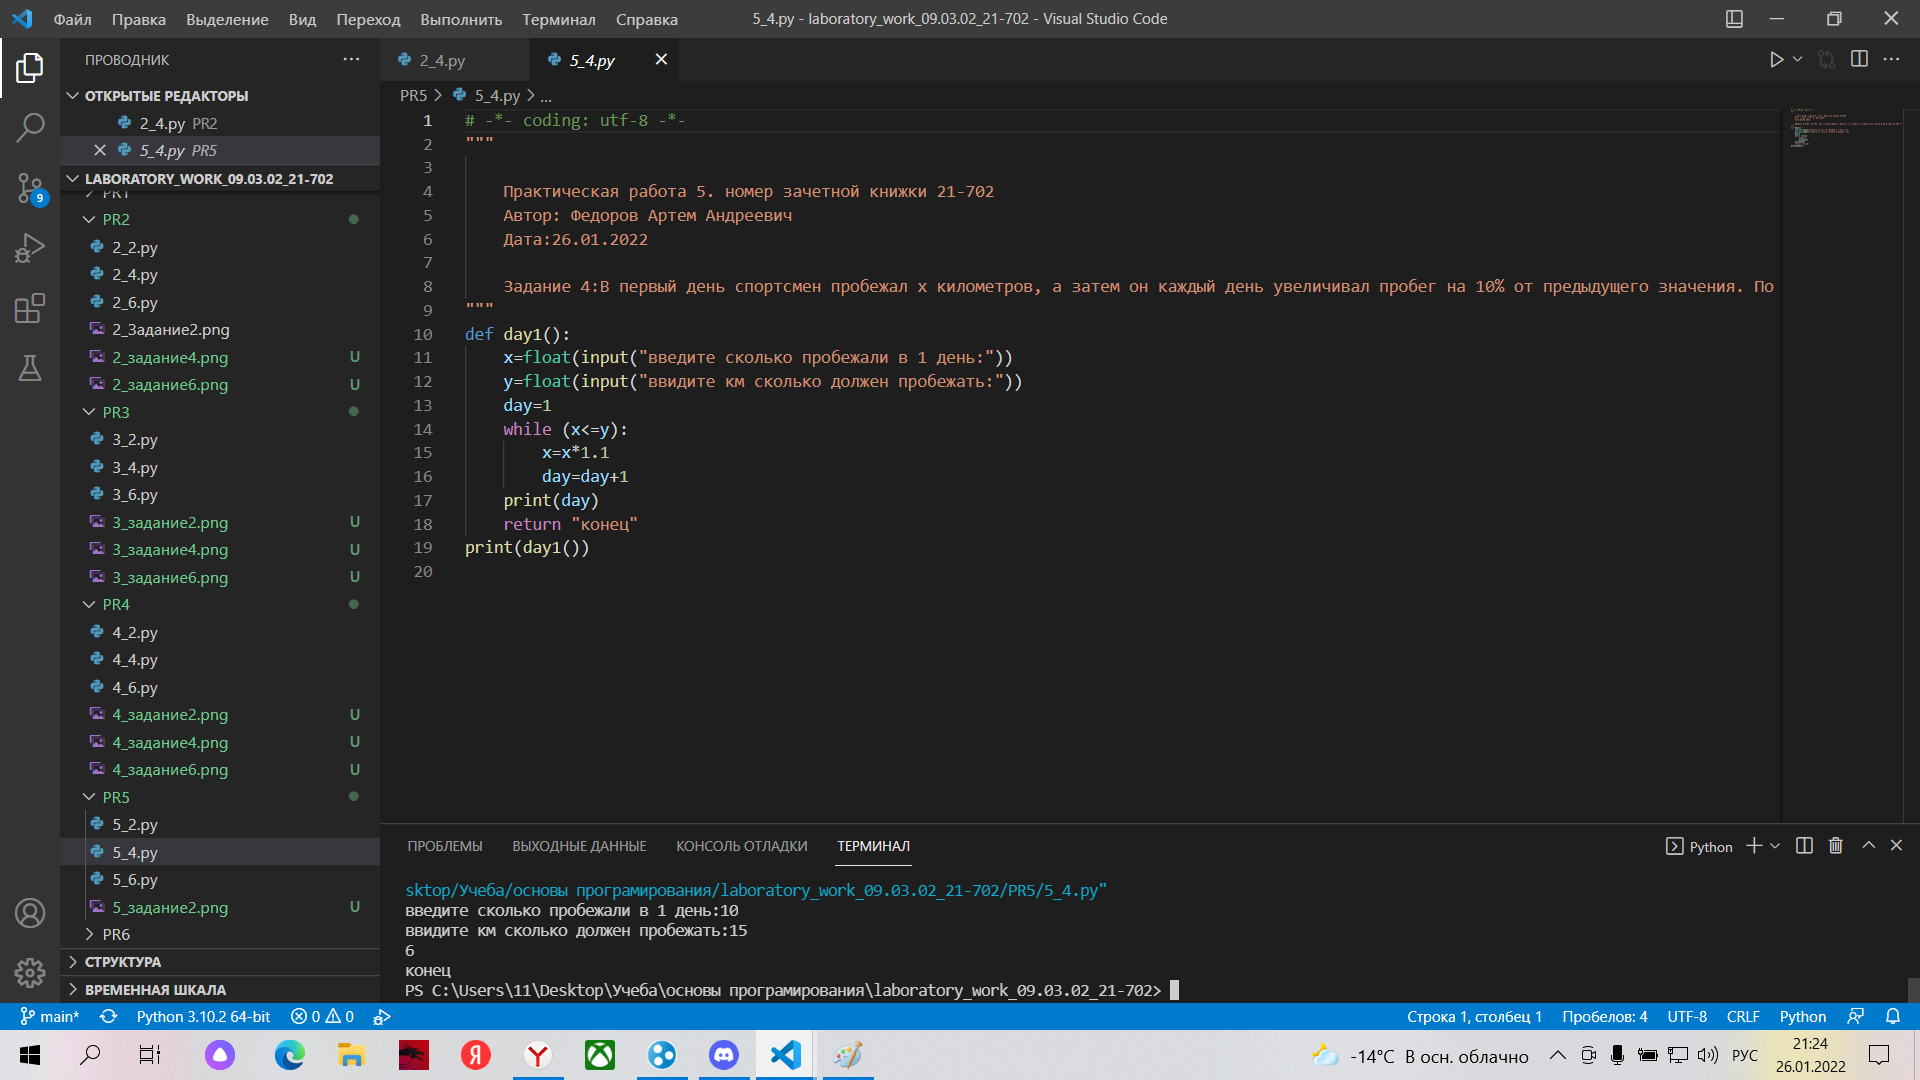 Файл Правка Выделение Вид Переход Выполнить Терминал Справка
5_4.py - laboratory_work_09.03.02_21-702 - Visual Studio Code
ПРОВОДНИК
ОТКРЫТЫЕ РЕДАКТОРЫ
2_4.py PR2
5_4.py PR5
LABORATORY_WORK_09.03.02_21-702
PR1
PR2
2_2.py
2_4.py
2_6.py
2_Задание2.png
2_задание4.png U
2_задание6.png U
PR3
3_2.py
3_4.py
3_6.py
3_задание2.png U
3_задание4.png U
3_задание6.png U
PR4
4_2.py
4_4.py
4_6.py
4_задание2.png U
4_задание4.png U
4_задание6.png U
PR5
5_2.py
5_4.py
5_6.py
5_задание2.png U
PR6
СТРУКТУРА
ВРЕМЕННАЯ ШКАЛА
9
2_4.py
5_4.py
PR5 > 5_4.py > ...
1 # -*- coding: utf-8 -*-
2 """
3
4 Практическая работа 5. номер зачетной книжки 21-702
5 Автор: Федоров Артем Андреевич
6 Дата:26.01.2022
7
8 Задание 4:В первый день спортсмен пробежал x километров, а затем он каждый день увеличивал пробег на 10% от предыдущего значения. По
9 """
10 def day1():
11 x=float(input("введите сколько пробежали в 1 день:"))
12 y=float(input("ввидите км сколько должен пробежать:"))
13 day=1
14 while (x<=y):
15 x=x*1.1
16 day=day+1
17 print(day)
18 return "конец"
19 print(day1())
20
ПРОБЛЕМЫ ВЫХОДНЫЕ ДАННЫЕ КОНСОЛЬ ОТЛАДКИ ТЕРМИНАЛ
Python
sktop/Учеба/основы програмирования/laboratory_work_09.03.02_21-702/PR5/5_4.py"
введите сколько пробежали в 1 день:10
ввидите км сколько должен пробежать:15
6
конец
PS C:\Users\11\Desktop\Учеба\основы програмирования\laboratory_work_09.03.02_21-702>
main* Python 3.10.2 64-bit 0 0
Строка 1, столбец 1 Пробелов: 4 UTF-8 CRLF Python
-14°C В осн. облачно РУС
21:24
26.01.2022